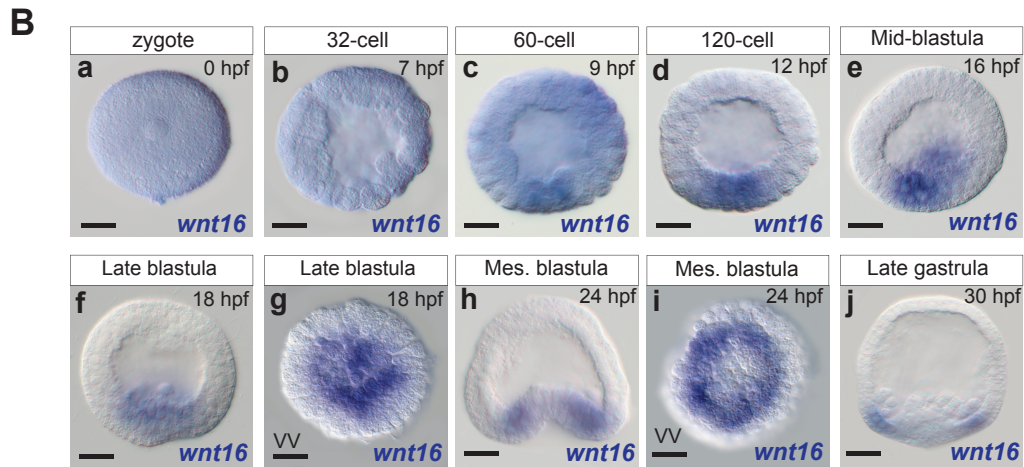 B
zygote
32-cell
60-cell
120-cell
Mid-blastula
a
0 hpf
b
7 hpf
c
9 hpf
d
12 hpf
e
16 hpf
wnt16
wnt16
wnt16
wnt16
wnt16
Late blastula
Late blastula
Mes. blastula
Mes. blastula
Late gastrula
f
18 hpf
g
18 hpf
h
24 hpf
i
24 hpf
j
30 hpf
VV
VV
wnt16
wnt16
wnt16
wnt16
wnt16